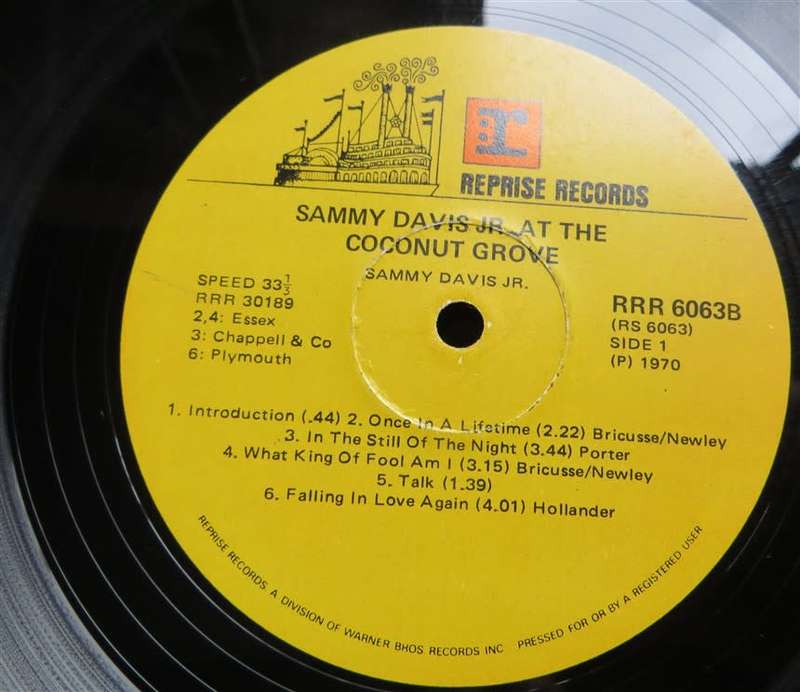 r
REPRISE RECORDS
SAMMY DAVIS JR. AT THE
COCONUT GROVE
SAMMY DAVIS JR.
SPEED 33 1/3
RRR 30189
2,4: Essex
3: Chappell & Co
6: Plymouth
RRR 6063B
(RS 6063)
SIDE 1
(P) 1970
1. Introduction (.44) 2. Once In A Lifetime (2.22) Bricusse/Newley
3. In The Still Of The Night (3.44) Porter
4. What King Of Fool Am I (3.15) Bricusse/Newley
5. Talk (1.39)
6. Falling In Love Again (4.01) Hollander
REPRISE RECORDS A DIVISION OF WARNER BHOS RECORDS INC PRESSED FOR OR BY A REGISTERED USER